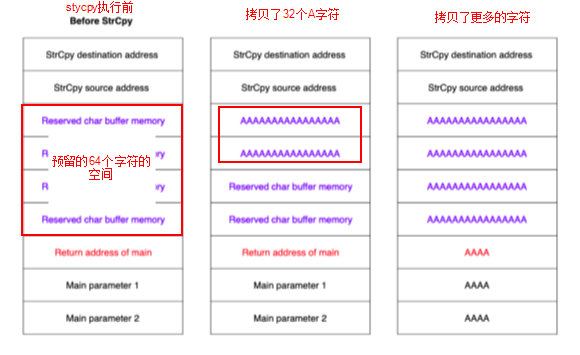 stycpy执行前
Before StrCpy
StrCpy destination address
StrCpy source address
Reserved char buffer memory
预留的64个字符的
空间
Reserved char buffer memory
Return address of main
Main parameter 1
Main parameter 2
拷贝了32个A字符
StrCpy destination address
StrCpy source address
AAAAAAAAAAAAAAAA
AAAAAAAAAAAAAAAA
Reserved char buffer memory
Reserved char buffer memory
Return address of main
Main parameter 1
Main parameter 2
拷贝了更多的字符
StrCpy destination address
StrCpy source address
AAAAAAAAAAAAAAAA
AAAAAAAAAAAAAAAA
AAAAAAAAAAAAAAAA
AAAAAAAAAAAAAAAA
AAAA
AAAA
AAAA